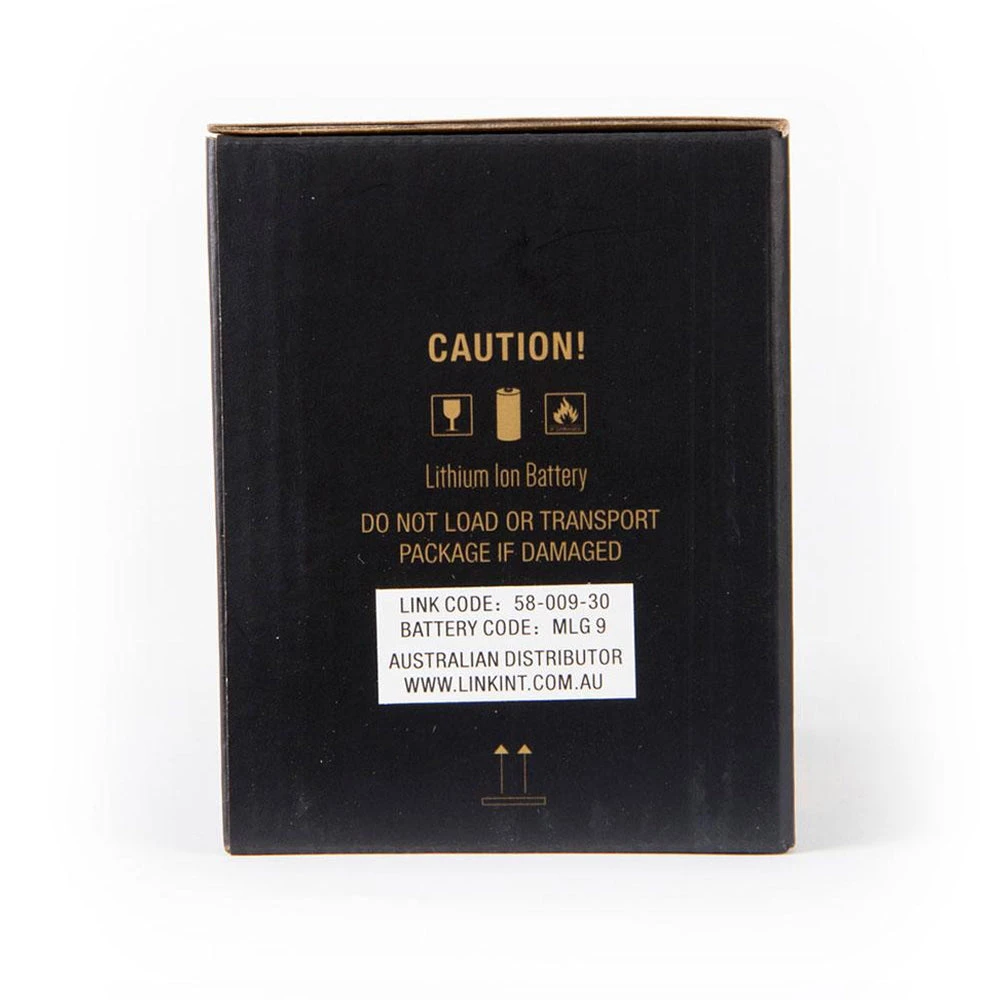 CAUTION!
Lithium Ion Battery
DO NOT LOAD OR TRANSPORT
PACKAGE IF DAMAGED
LINK CODE: 58-009-30
BATTERY CODE: MLG 9
AUSTRALIAN DISTRIBUTOR
WWW.LINKINT.COM.AU